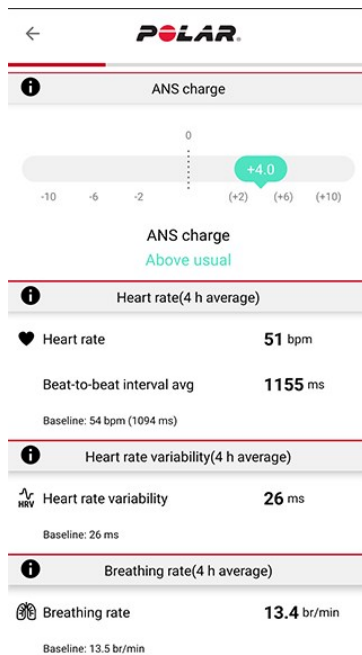 POLAR.
ANS charge
0
+4.0
-10 -6 -2 (+2) (+6) (+10)
ANS charge
Above usual
Heart rate(4 h average)
Heart rate 51 bpm
Beat-to-beat interval avg 1155 ms
Baseline: 54 bpm (1094 ms)
Heart rate variability(4 h average)
HRV Heart rate variability 26 ms
Baseline: 26 ms
Breathing rate(4 h average)
Breathing rate 13.4 br/min
Baseline: 13.5 br/min